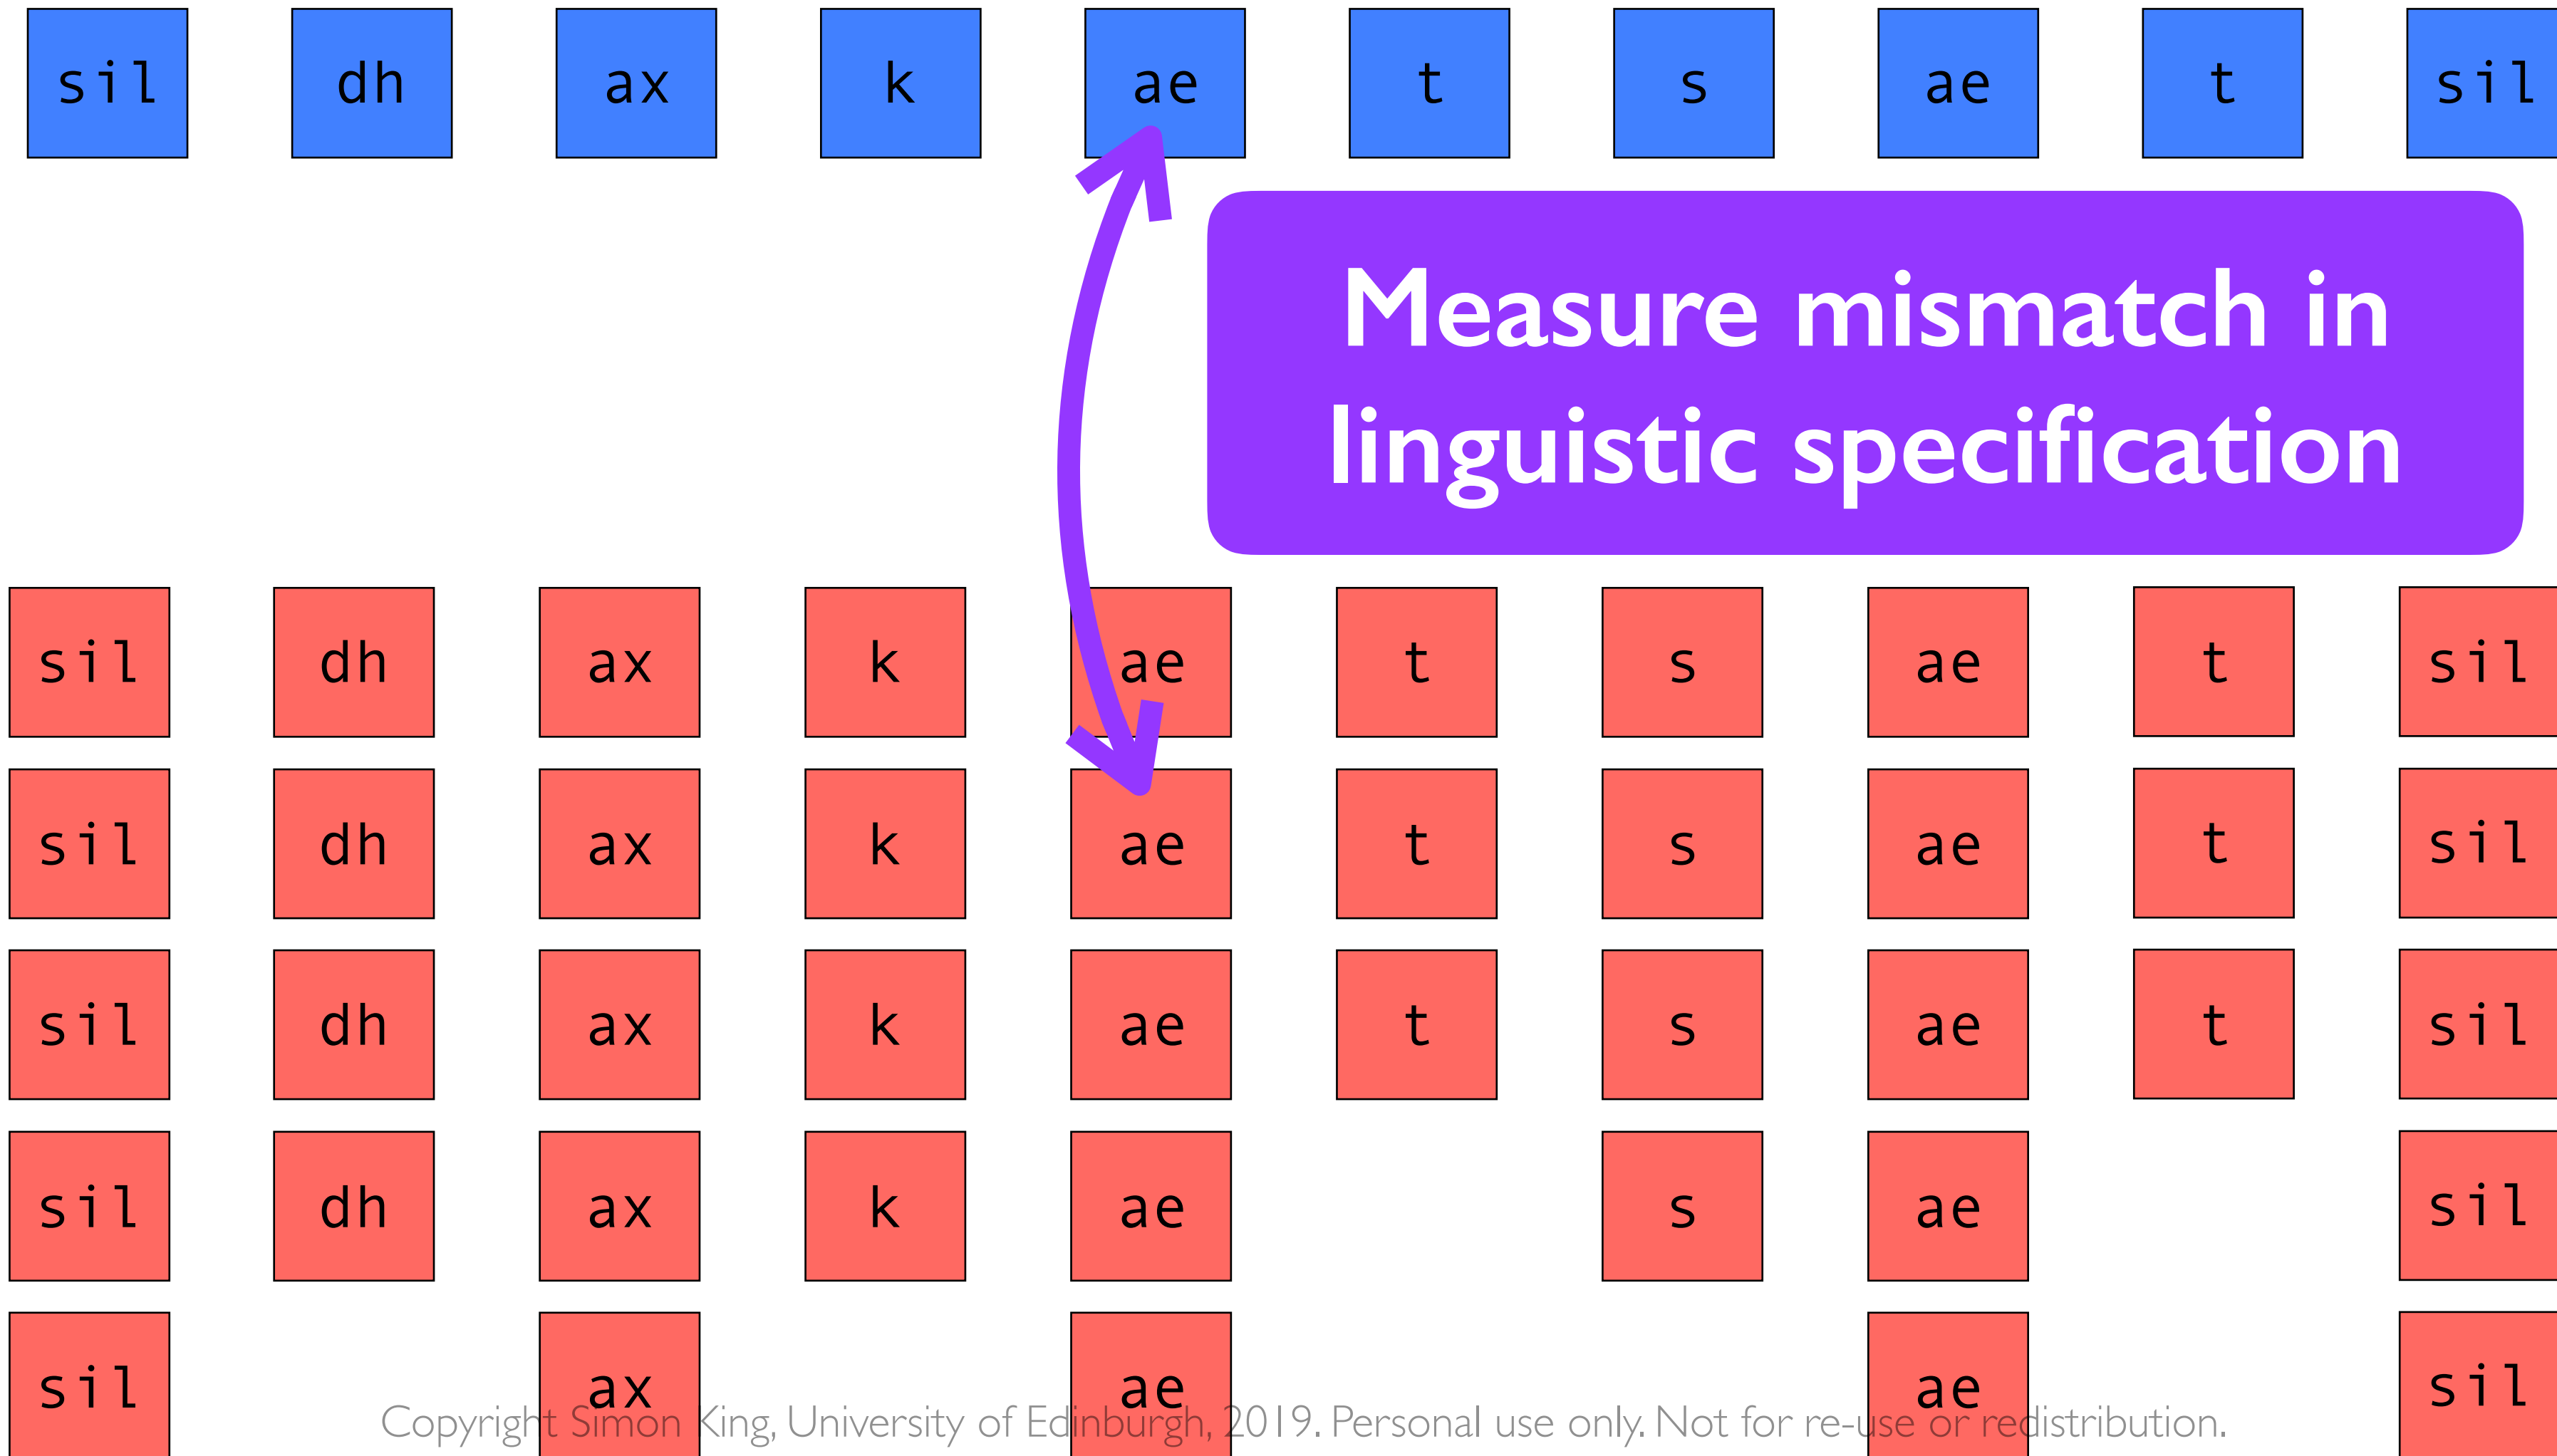 sil dh ax k ae t s ae t sil
Measure mismatch in
linguistic specification
sil dh ax k ae t s ae t sil
sil dh ax k ae t s ae t sil
sil dh ax k ae t s ae t sil
sil dh ax k ae s ae sil
sil ax ae ae sil
Copyright Simon King, University of Edinburgh, 2019. Personal use only. Not for re-use or redistribution.